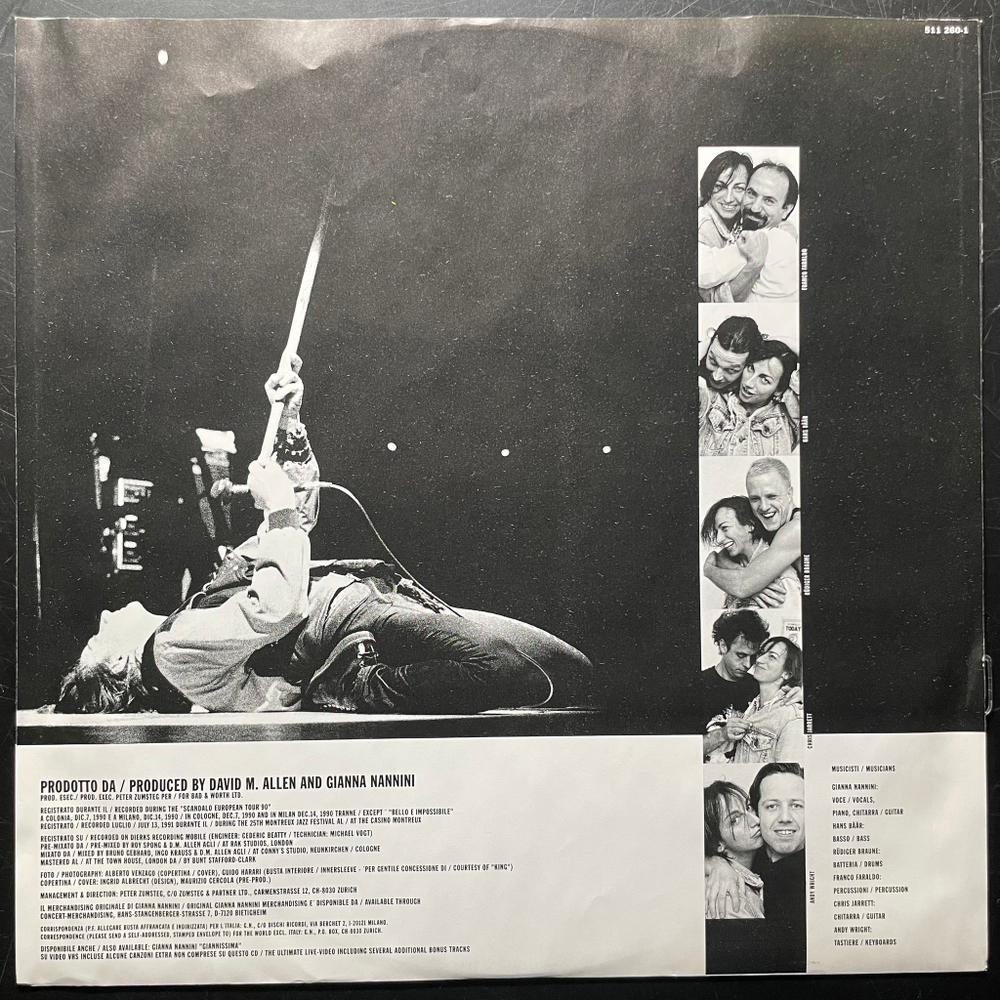 511 260-1
FRANCO FARALDO
HANS BÄÄR
RÜDIGER BRAUNE
TODAY
CHRIS JARRETT
ANDY WRIGHT
PRODOTTO DA / PRODUCED BY DAVID M. ALLEN AND GIANNA NANNINI
PROD. ESEC./ PROD. EXEC. PETER ZUMSTEG PER / FOR BAD & WORTH LTD.
REGISTRATO DURANTE IL / RECORDED DURING THE "SCANDALO EUROPEAN TOUR 90"
A COLONIA, DIC.7, 1990 E A MILANO, DIC.14, 1990 / IN COLOGNE, DEC.7, 1990 AND IN MILAN DEC.14, 1990 TRANNE / EXCEPT "BELLO E IMPOSSIBILE"
REGISTRATO / RECORDED LUGLIO / JULY 13, 1991 DURANTE IL / DURING THE 25TH MONTREUX JAZZ FESTIVAL AL / AT THE CASINO MONTREUX
REGISTRATO SU / RECORDED ON DIERKS RECORDING MOBILE (ENGINEER: CEDERIC BEATTY / TECHNICIAN: MICHAEL VOGT)
PRE-MIXATO DA / PRE-MIXED BY ROY SPONG & D.M. ALLEN AGLI / AT RAK STUDIOS, LONDON
MIXATO DA / MIXED BY BRUNO GEBHARD, INGO KRAUSS & D.M. ALLEN AGLI / AT CONNY'S STUDIO, NEUNKIRCHEN / COLOGNE
MASTERED AL / AT THE TOWN HOUSE, LONDON DA / BY BUNT STAFFORD-CLARK
FOTO / PHOTOGRAPHY: ALBERTO VENZAGO (COPERTINA / COVER), GUIDO HARARI (BUSTA INTERIORE / INNERSLEEVE - 'PER GENTILE CONCESSIONE DI / COURTESY OF "KING")
COPERTINA / COVER: INGRID ALBRECHT (DESIGN), MAURIZIO CERCOLA (PRE-PROD.)
MANAGEMENT & DIRECTION: PETER ZUMSTEG, C/O ZUMSTEG & PARTNER LTD., CARMENSTRASSE 12, CH-8030 ZURICH
IL MERCHANDISING ORIGINALE DI GIANNA NANNINI / ORIGINAL GIANNA NANNINI MERCHANDISING E' DISPONIBILE DA / AVAILABLE THROUGH
CONCERT-MERCHANDISING, HANS-STANGENBERGER-STRASSE 7, D-7120 BIETIGHEIM
CORRISPONDENZA (P.F. ALLEGARE BUSTA AFFRANCATA E INDIRIZZATA) PER L'ITALIA: G.N., C/O DISCHI RICORDI, VIA BERCHET 2, I-20121 MILANO.
CORRESPONDENCE (PLEASE SEND A SELF-ADDRESSED, STAMPED ENVELOPE TO) FOR THE WORLD EXCL. ITALY: G.N., P.O. BOX, CH-8030 ZURICH.
DISPONIBILE ANCHE / ALSO AVAILABLE: GIANNA NANNINI "GIANNISSIMA"
SU VIDEO VHS INCLUSE ALCUNE CANZONI EXTRA NON COMPRESE SU QUESTO CD / THE ULTIMATE LIVE-VIDEO INCLUDING SEVERAL ADDITIONAL BONUS TRACKS
MUSICISTI / MUSICIANS
GIANNA NANNINI:
VOCE / VOCALS,
PIANO, CHITARRA / GUITAR
HANS BÄÄR:
BASSO / BASS
RÜDIGER BRAUNE:
BATTERIA / DRUMS
FRANCO FARALDO:
PERCUSSIONI / PERCUSSION
CHRIS JARRETT:
CHITARRA / GUITAR
ANDY WRIGHT:
TASTIERE / KEYBOARDS